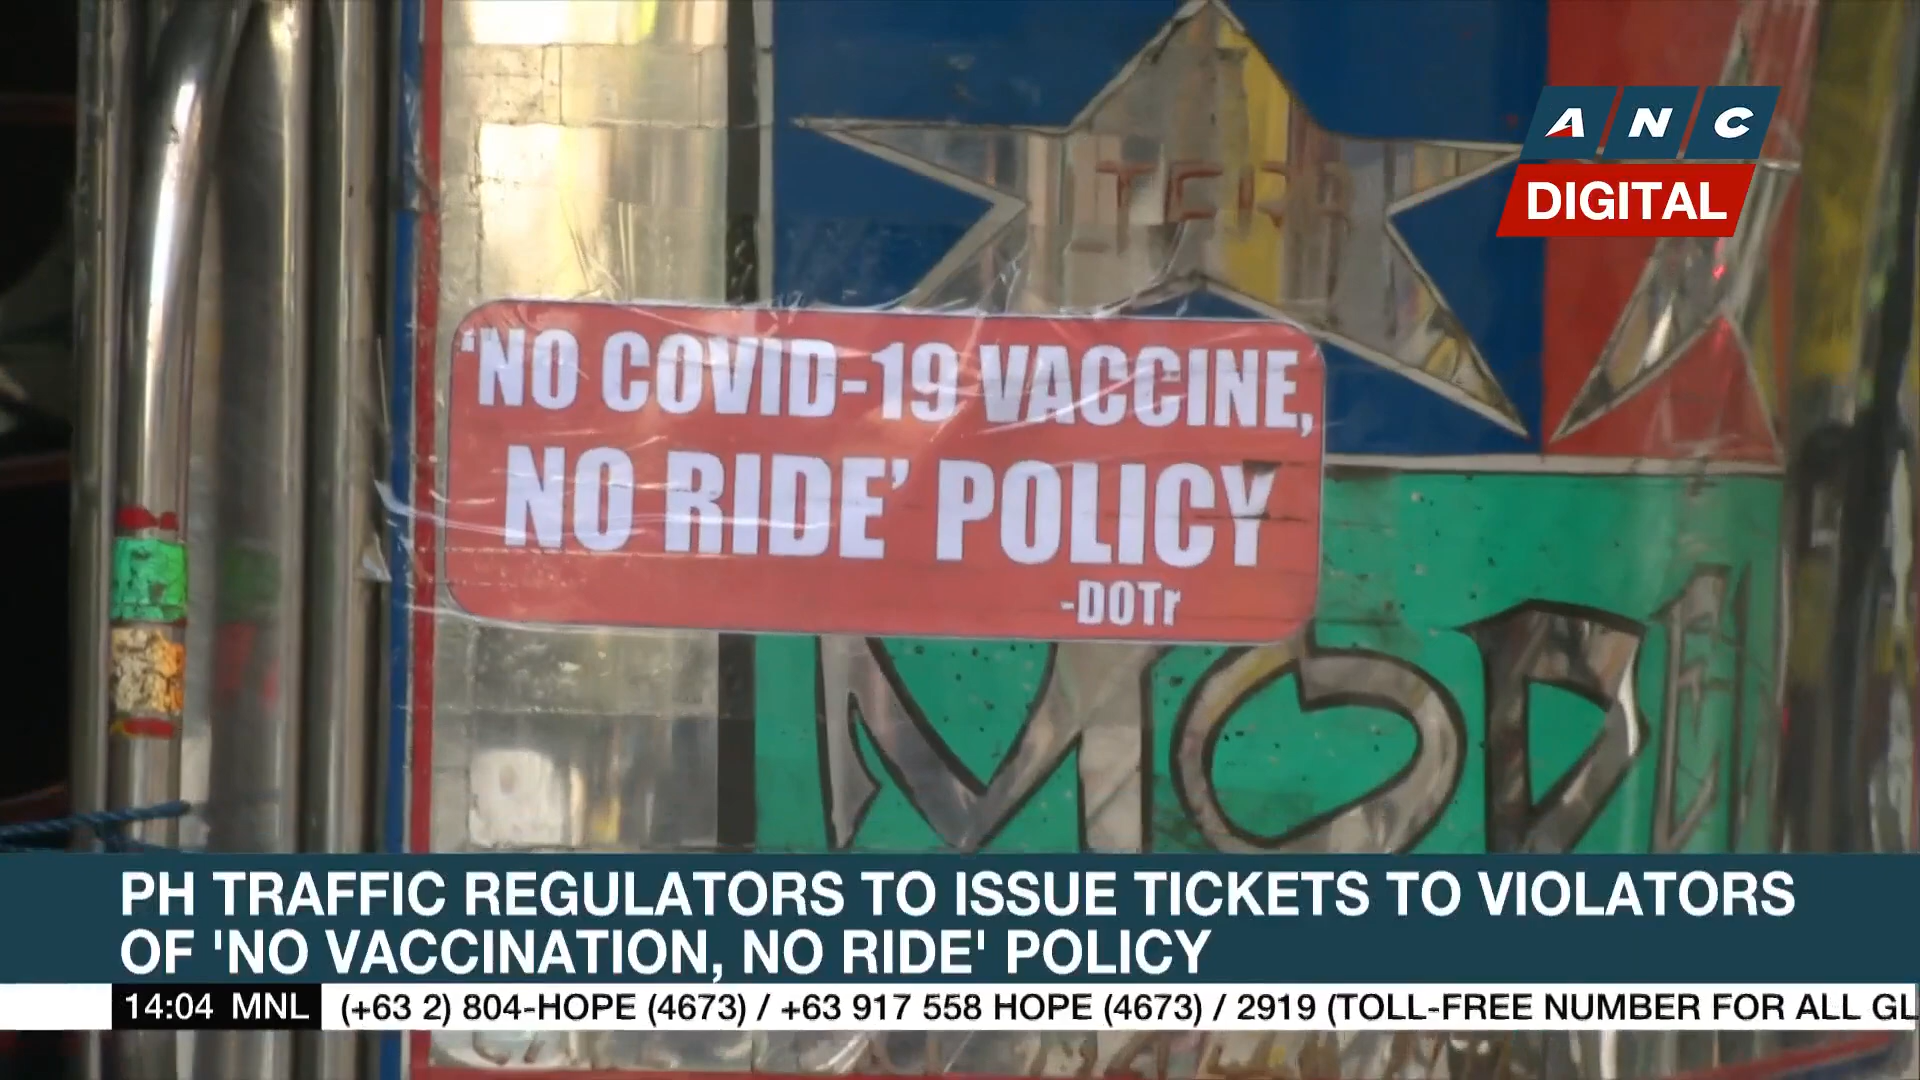 ANC
DIGITAL
'NO COVID-19 VACCINE,
NO RIDE' POLICY
-DOTr
MODE
PH TRAFFIC REGULATORS TO ISSUE TICKETS TO VIOLATORS
OF 'NO VACCINATION, NO RIDE' POLICY
14:04 MNL (+63 2) 804-HOPE (4673) / +63 917 558 HOPE (4673) / 2919 (TOLL-FREE NUMBER FOR ALL GL